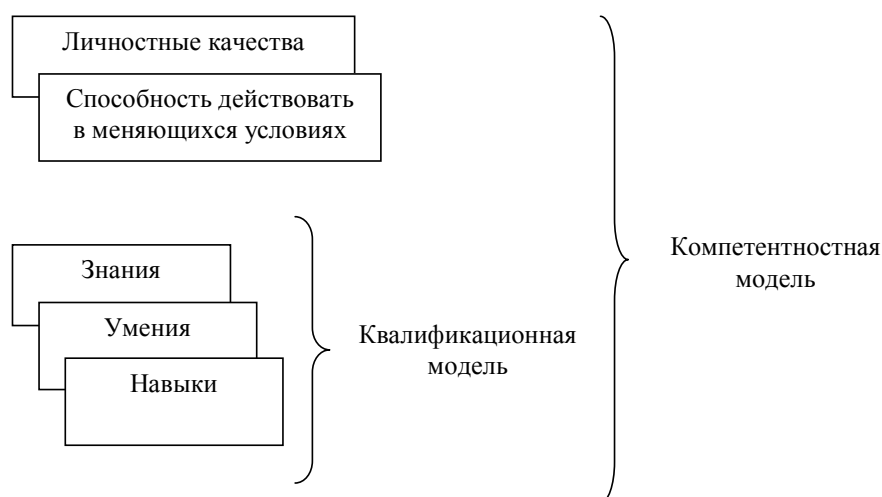 Личностные качества
Способность действовать
в меняющихся условиях
Знания
Умения
Навыки
Квалификационная
модель
Компетентностная
модель